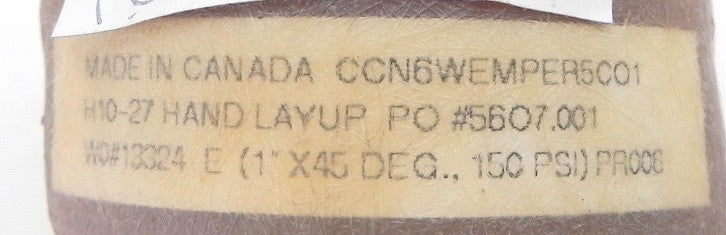 MADE IN CANADA CCN6WEMPER5C01
H10-27 HAND LAYUP PO #5607.001
WO#13324 E (1" X45 DEG., 150 PSI) PR006